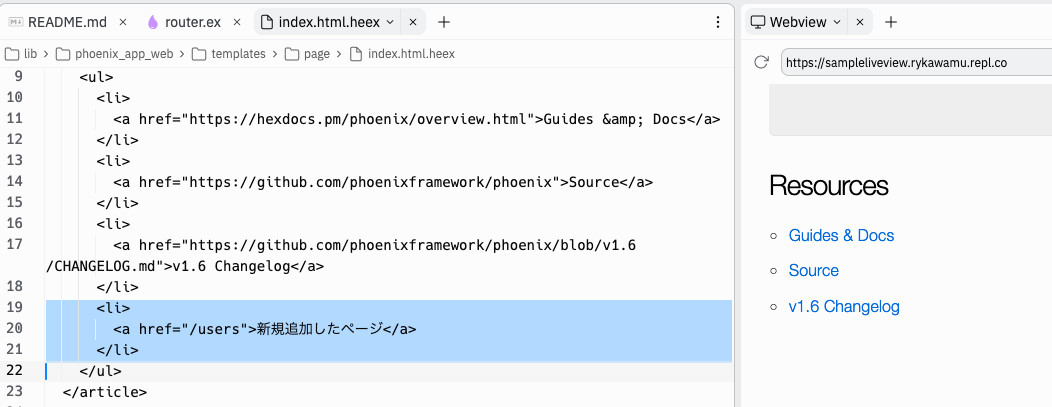 README.md
router.ex
index.html.heex
lib
phoenix_app_web
templates
page
index.html.heex
9 <ul>
10 <li>
11 <a href="https://hexdocs.pm/phoenix/overview.html">Guides &amp; Docs</a>
12 </li>
13 <li>
14 <a href="https://github.com/phoenixframework/phoenix">Source</a>
15 </li>
16 <li>
17 <a href="https://github.com/phoenixframework/phoenix/blob/v1.6
/CHANGELOG.md">v1.6 Changelog</a>
18 </li>
19 <li>
20 <a href="/users">新規追加したページ</a>
21 </li>
22 </ul>
23 </article>
Webview
https://sampleliveview.rykawamu.repl.co
Resources
Guides & Docs
Source
v1.6 Changelog